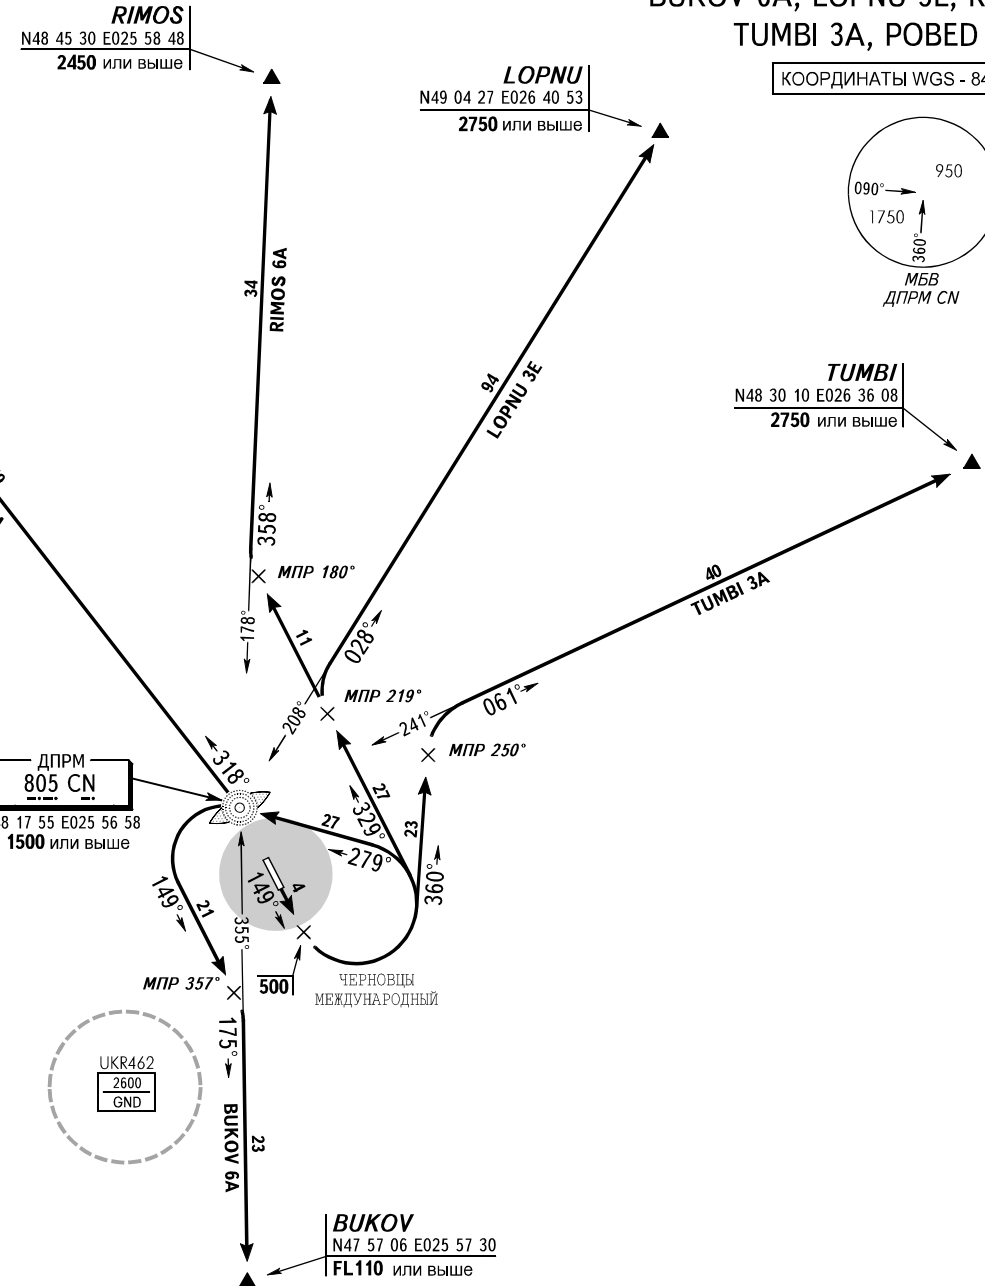 RIMOS
N48 45 30 E025 58 48
2450 или выше
TUMBI 3A, POBED
КООРДИНАТЫ WGS - 84
LOPNU
N49 04 27 E026 40 53
2750 или выше
950
090°
1750
360°
МБВ
ДПРМ CN
34
RIMOS 6A
94
LOPNU 3E
TUMBI
N48 30 10 E026 36 08
2750 или выше
358°
МПР 180°
40
TUMBI 3A
178°
11
028°
МПР 219°
208°
061°
241°
МПР 250°
318°
ДПРМ
805 CN
17 55 E025 56 58
1500 или выше
27
329°
23
27
279°
360°
149°
21
149°
4
355°
МПР 357°
500
ЧЕРНОВЦЫ
МЕЖДУНАРОДНЫЙ
175°
UKR462
2600
GND
BUKOV 6A
23
BUKOV
N47 57 06 E025 57 30
FL110 или выше